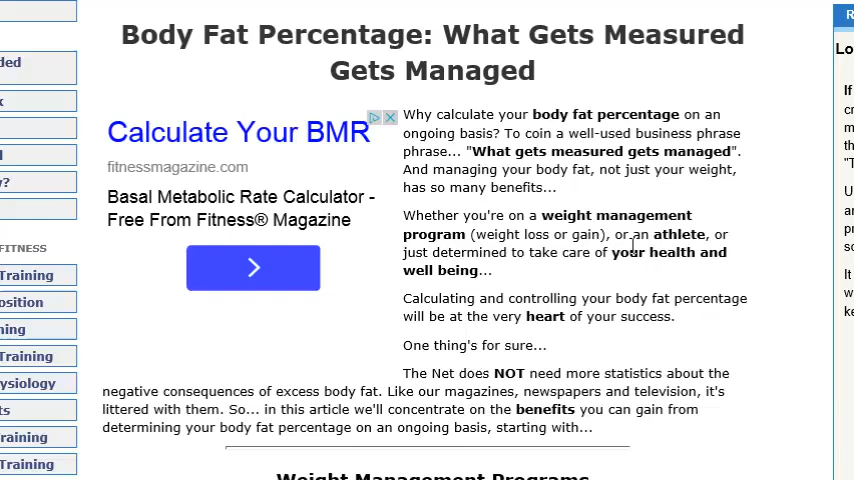 Body Fat Percentage: What Gets Measured
Gets Managed
Calculate Your BMR
fitnessmagazine.com
Basal Metabolic Rate Calculator -
Free From Fitness® Magazine
Why calculate your body fat percentage on an
ongoing basis? To coin a well-used business phrase
phrase... "What gets measured gets managed".
And managing your body fat, not just your weight,
has so many benefits...
Whether you're on a weight management
program (weight loss or gain), or an athlete, or
just determined to take care of your health and
well being...
Calculating and controlling your body fat percentage
will be at the very heart of your success.
One thing's for sure...
The Net does NOT need more statistics about the
negative consequences of excess body fat. Like our magazines, newspapers and television, it's
littered with them. So... in this article we'll concentrate on the benefits you can gain from
determining your body fat percentage on an ongoing basis, starting with...
Weight Management Programs
FITNESS
Training
Training
Training
Training
If
It